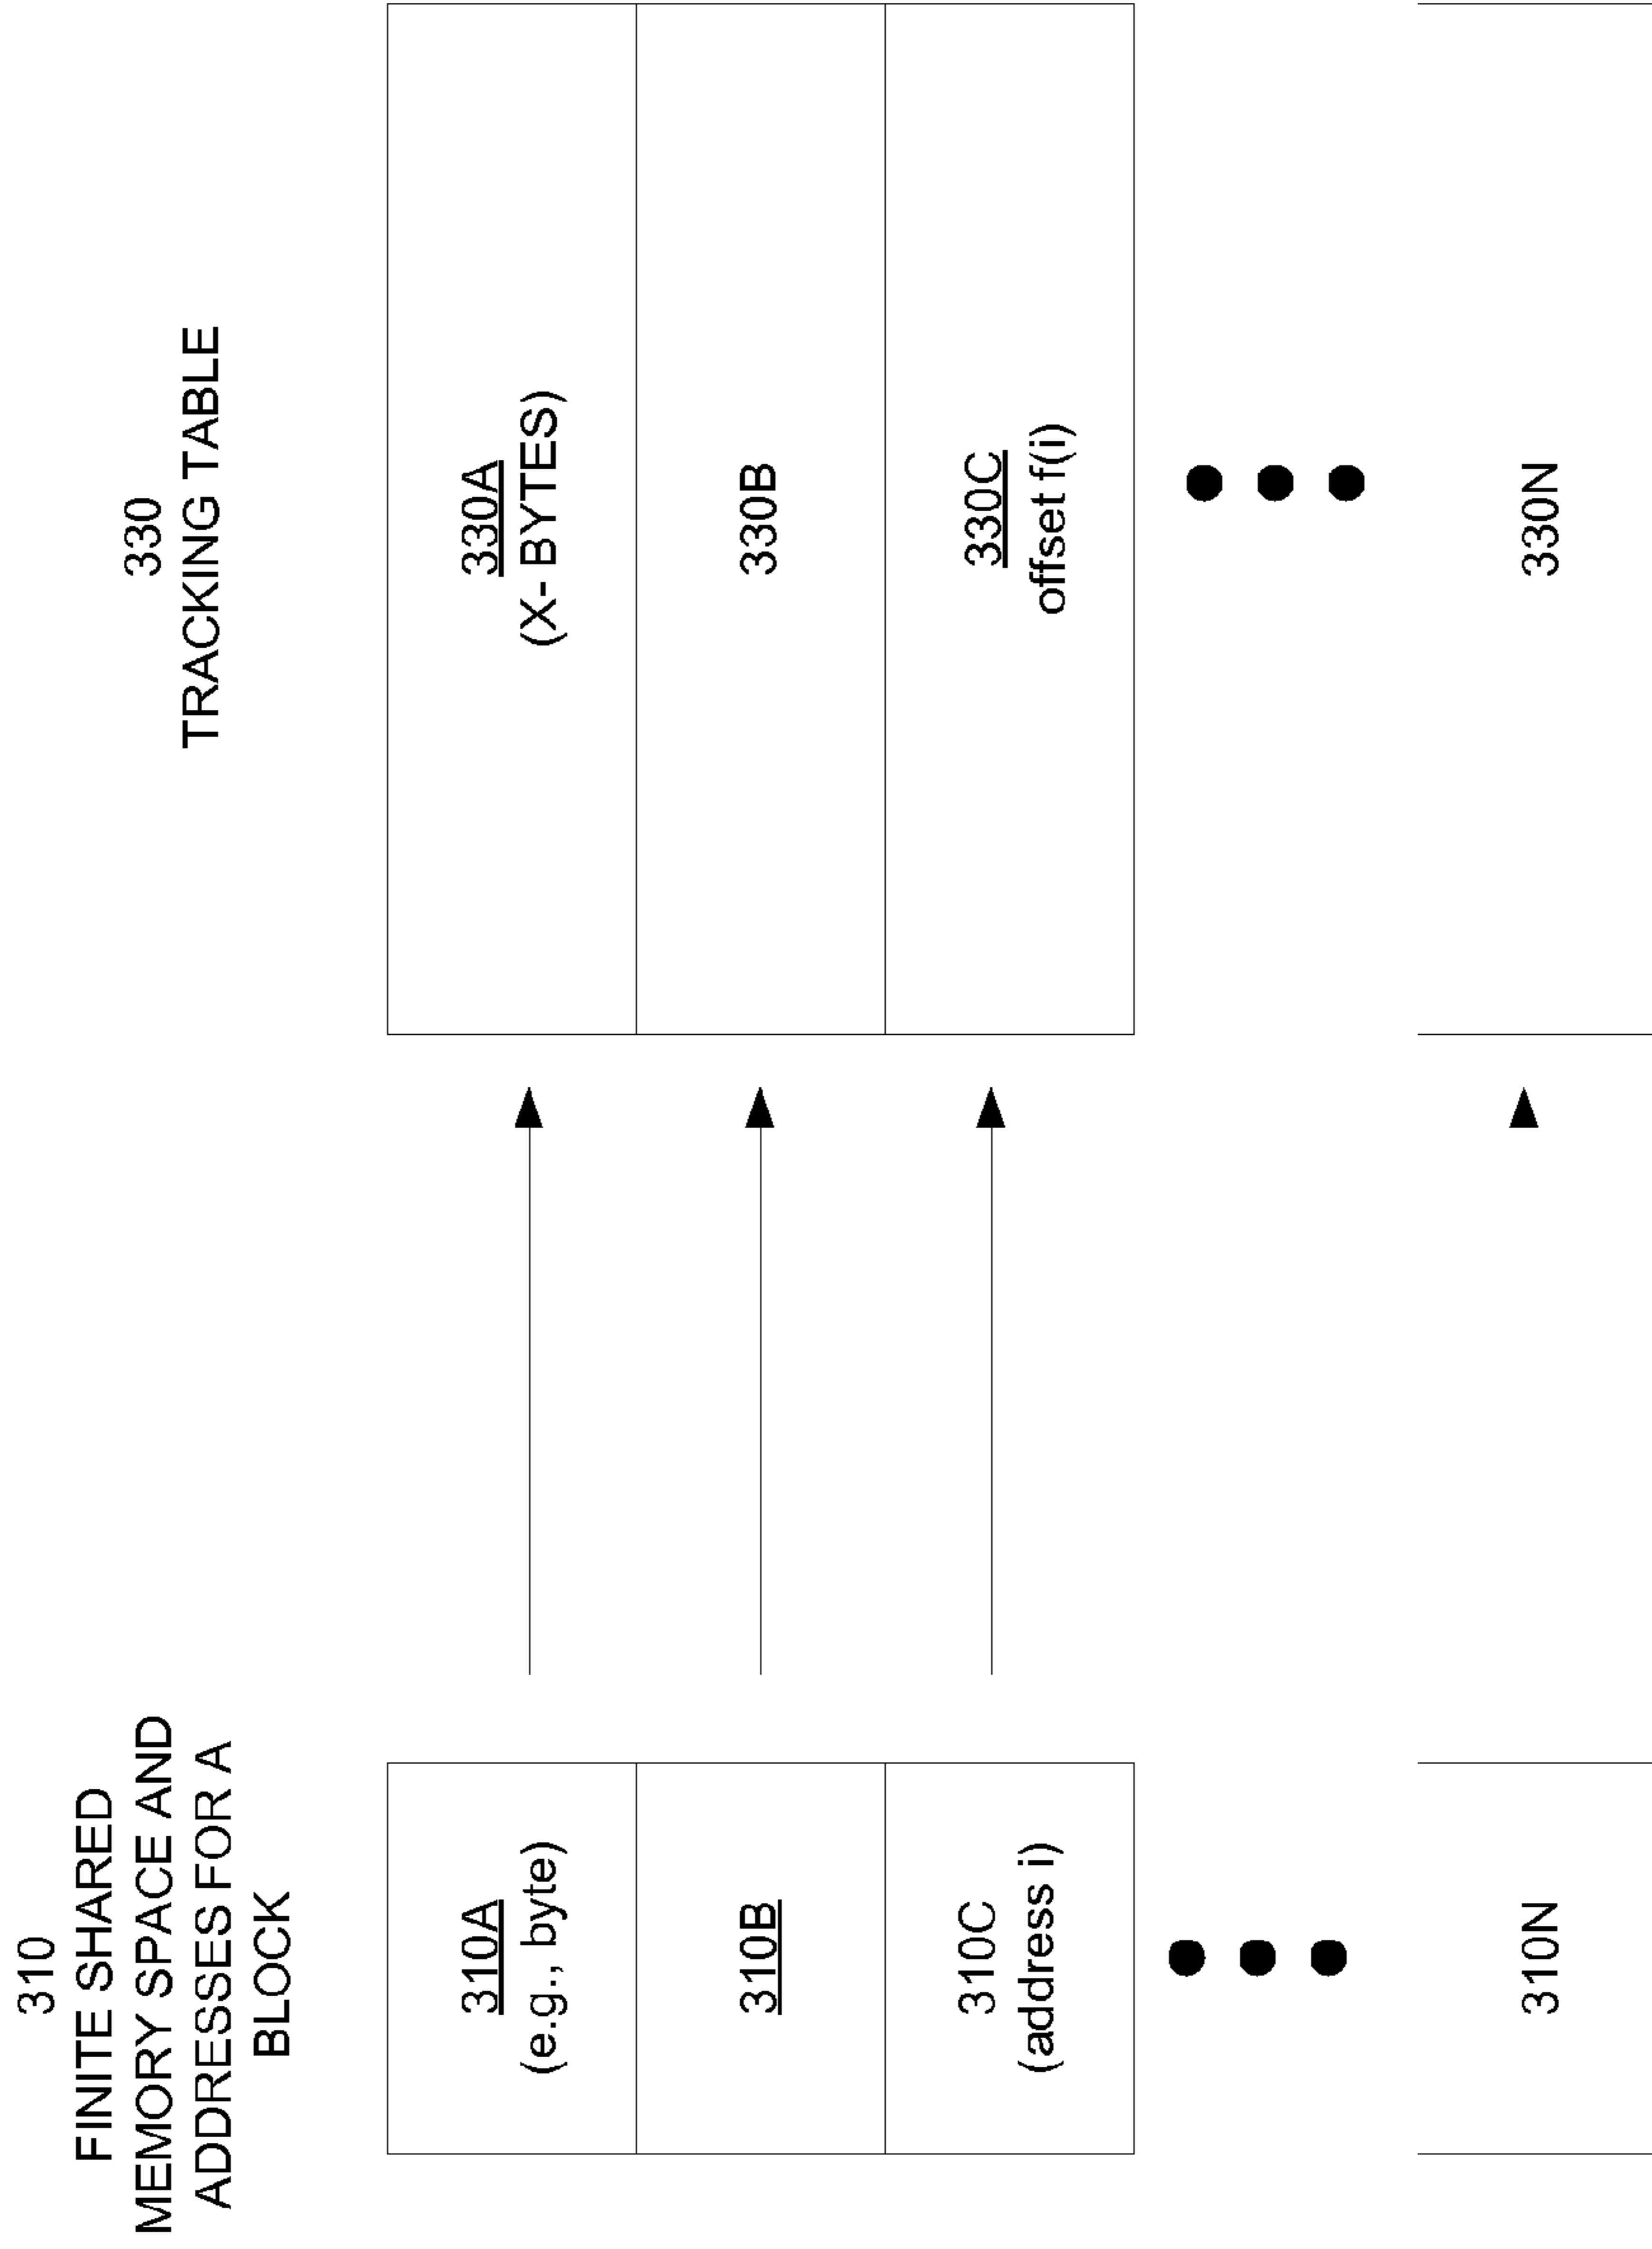 310
FINITE SHARED
MEMORY SPACE AND
ADDRESSES FOR A
BLOCK
310A
(e.g., byte)
310B
310C
(address i)
310N
330
TRACKING TABLE
330A
(X- BYTES)
330B
330C
offset f(i)
330N